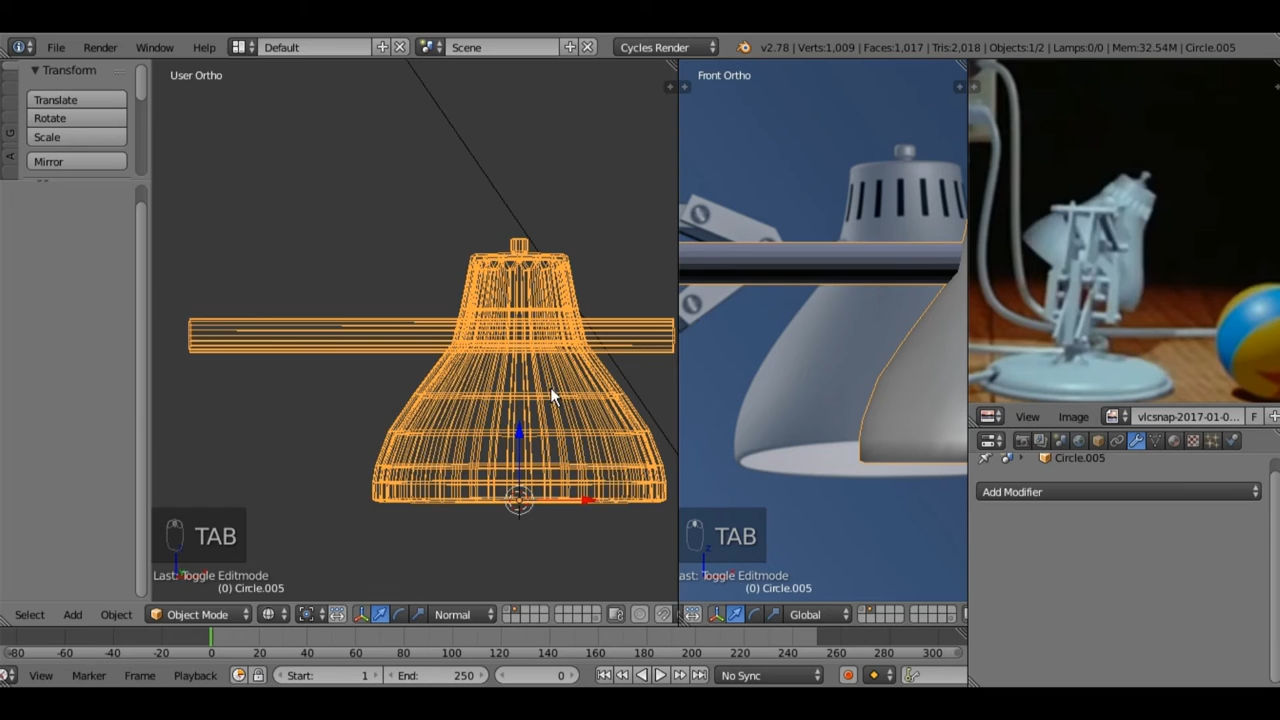 File Render Window Help Default Scene Cycles Render v2.78 | Verts:1,009 | Faces:1,017 | Tris:2,018 | Objects:1/2 | Lamps:0/0 | Mem:32.54M | Circle.005
Transform
Translate
Rotate
Scale
Mirror
G
A
User Ortho
Front Ortho
TAB
Last: Toggle Editmode
(0) Circle.005
TAB
ast: Toggle Editmode
(0) Circle.005
View Image vlcsnap-2017-01-0... F
Circle.005
Add Modifier
Select Add Object Object Mode Normal Global
-80 -60 -40 -20 0 20 40 60 80 100 120 140 160 180 200 220 240 260 280 300
View Marker Frame Playback Start: 1 End: 250 0 No Sync